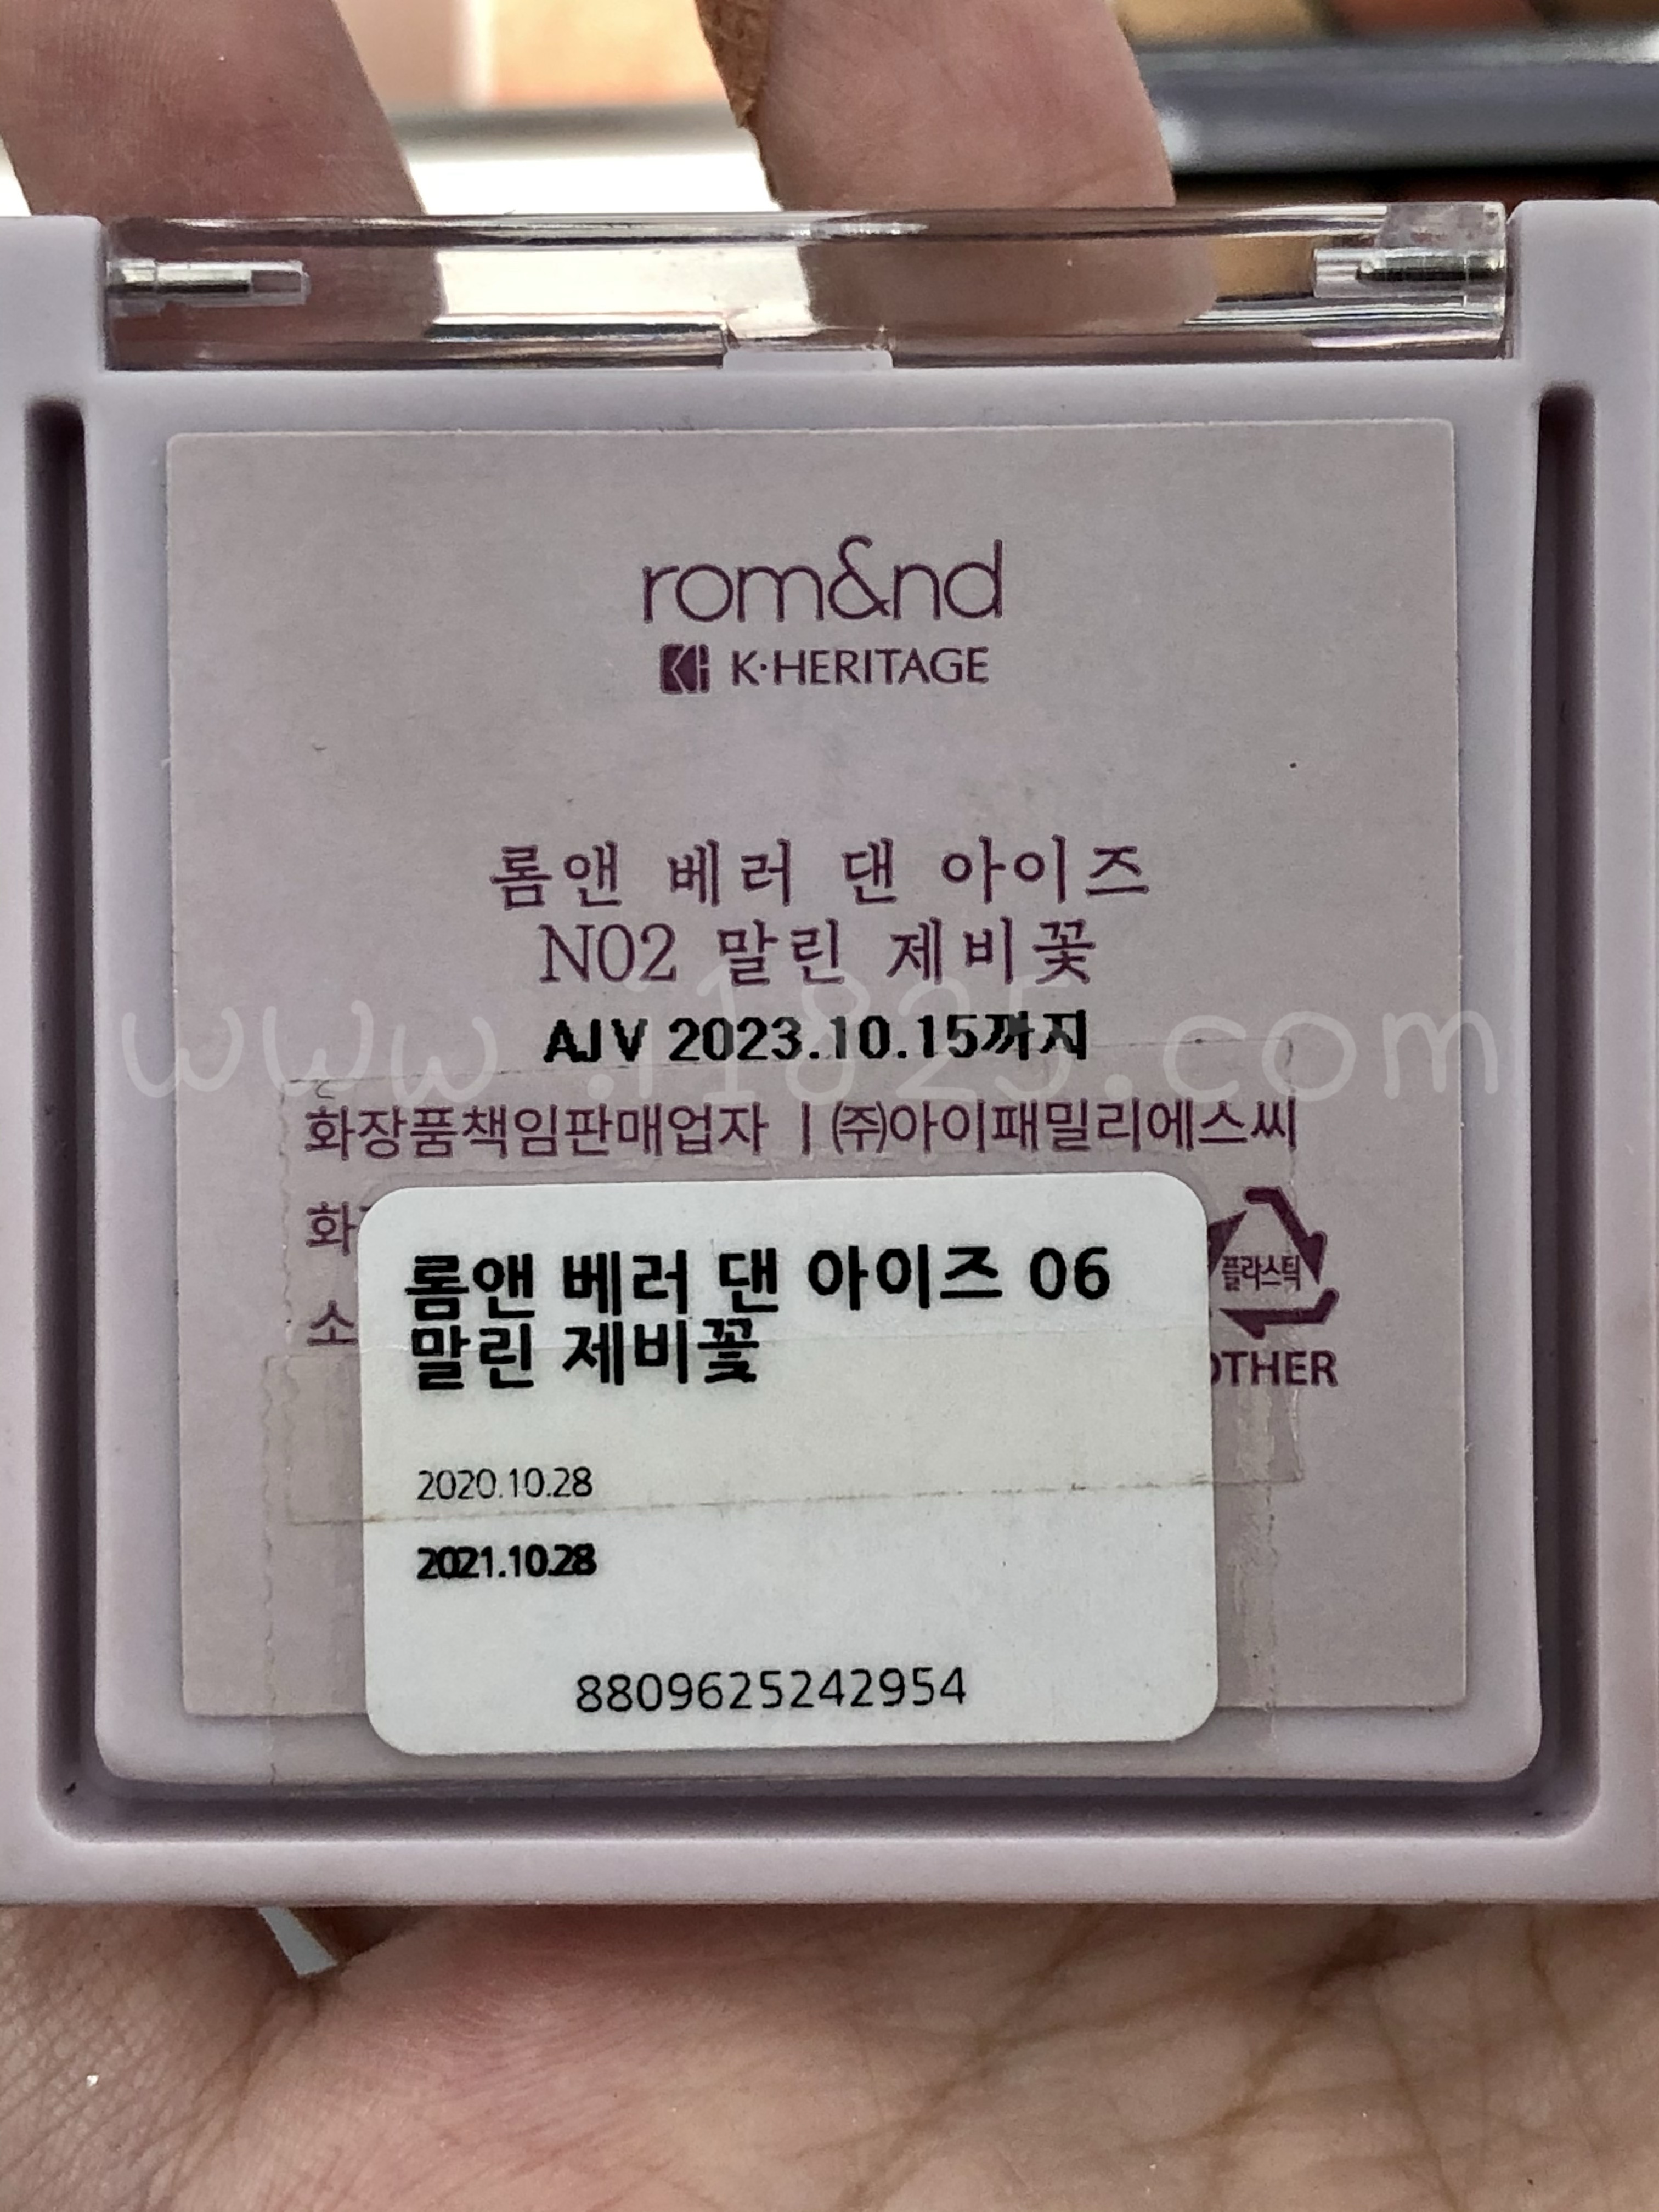 rom&nd
K·HERITAGE
롬앤 베러 댄 아이즈
N02 말린 제비꽃
AJV 2023.10.15까지
www.i1825.com
화장품책임판매업자 | ㈜아이패밀리에스씨
화
소
플라스틱
OTHER
롬앤 베러 댄 아이즈 06
말린 제비꽃
2020.10.28
2021.10.28
8809625242954